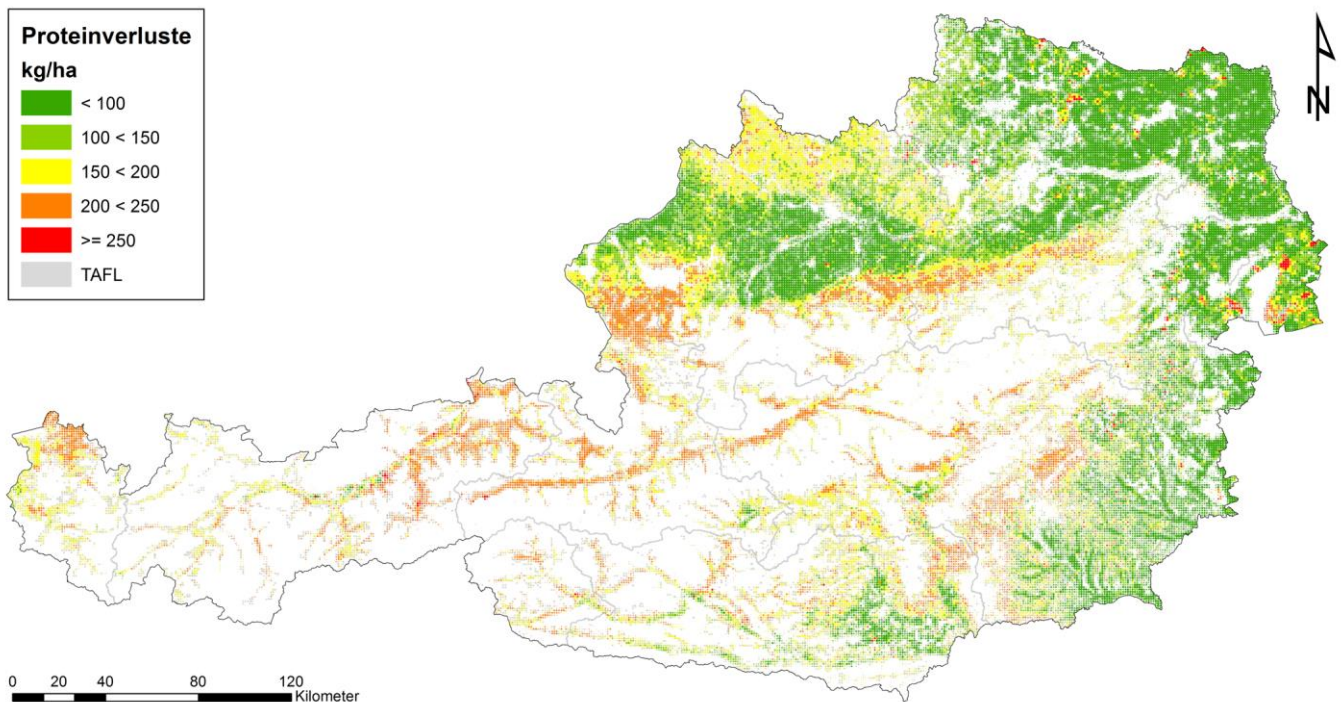 Proteinverluste
kg/ha
< 100
100 < 150
150 < 200
200 < 250
>= 250
TAFL
N
0 20 40 80 120
Kilometer